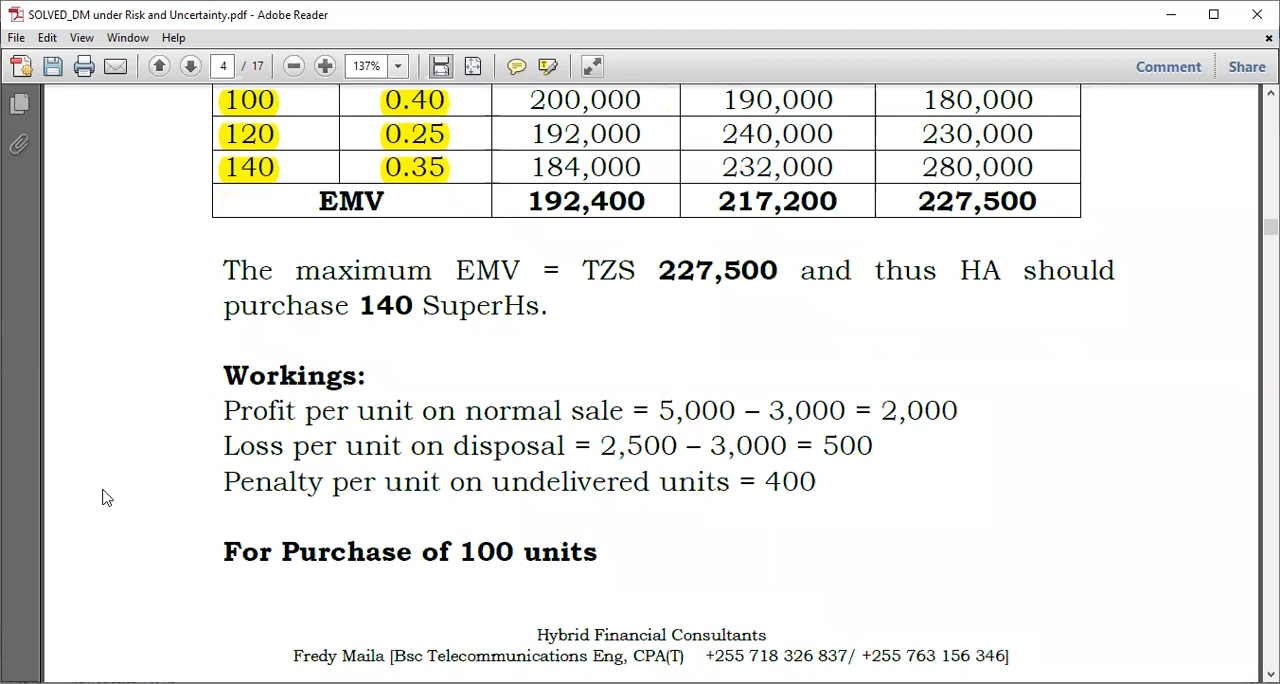 SOLVED_DM under Risk and Uncertainty.pdf - Adobe Reader
File Edit View Window Help
4 / 17 137% Comment Share
100 0.40 200,000 190,000 180,000
120 0.25 192,000 240,000 230,000
140 0.35 184,000 232,000 280,000
EMV 192,400 217,200 227,500
The maximum EMV = TZS 227,500 and thus HA should
purchase 140 SuperHs.
Workings:
Profit per unit on normal sale = 5,000 – 3,000 = 2,000
Loss per unit on disposal = 2,500 – 3,000 = 500
Penalty per unit on undelivered units = 400
For Purchase of 100 units
Hybrid Financial Consultants
Fredy Maila [Bsc Telecommunications Eng, CPA(T) +255 718 326 837/ +255 763 156 346]